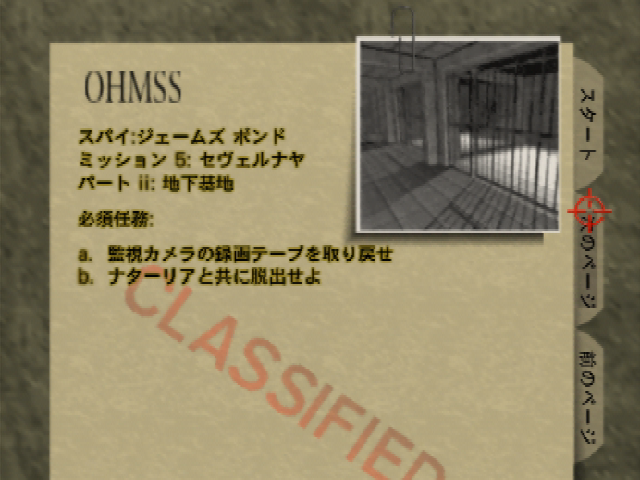 OHMSS
スパイ:ジェームズ ボンド
ミッション 5: セヴェルナヤ
パート ii: 地下基地
必須任務:
a. 監視カメラの録画テープを取り戻せ
b. ナターリアと共に脱出せよ
CLASSIFIED
スタート
のページ
前のページ